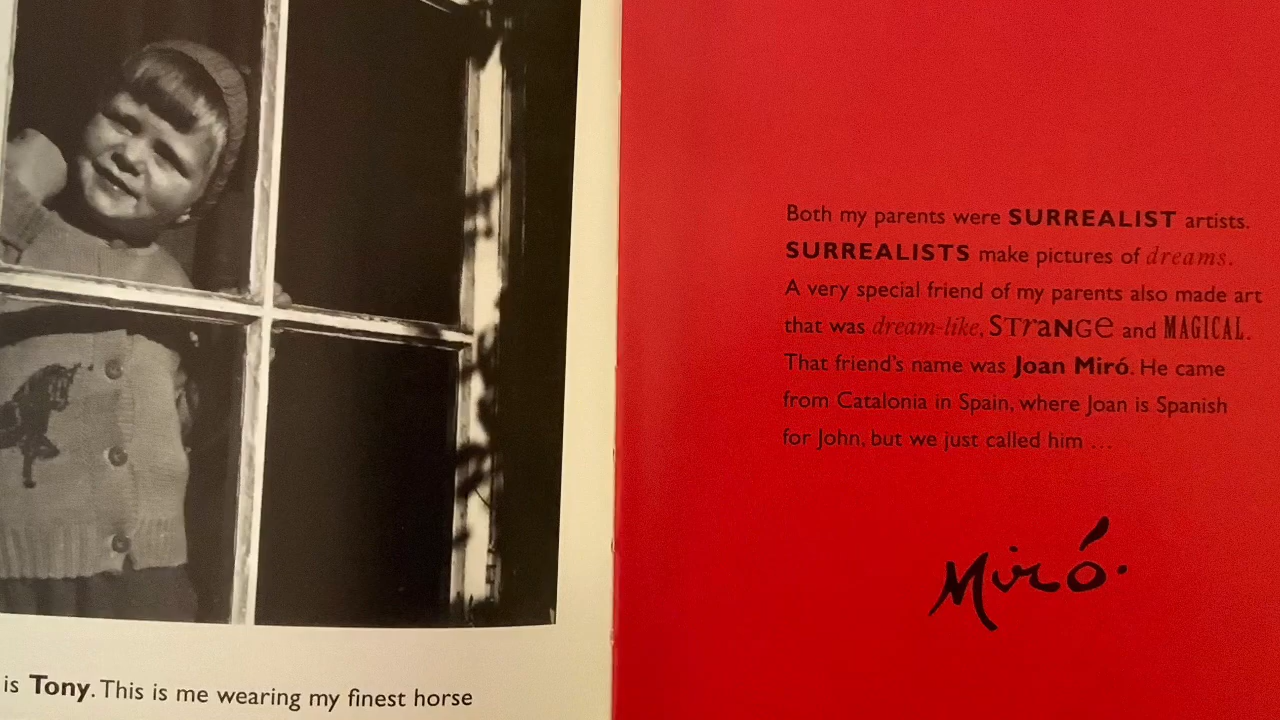 is Tony. This is me wearing my finest horse
Both my parents were SURREALIST artists.
SURREALISTS make pictures of dreams.
A very special friend of my parents also made art
that was dream-like, STraNGe and MAGICAL.
That friend's name was Joan Miró. He came
from Catalonia in Spain, where Joan is Spanish
for John, but we just called him ...
Miró.